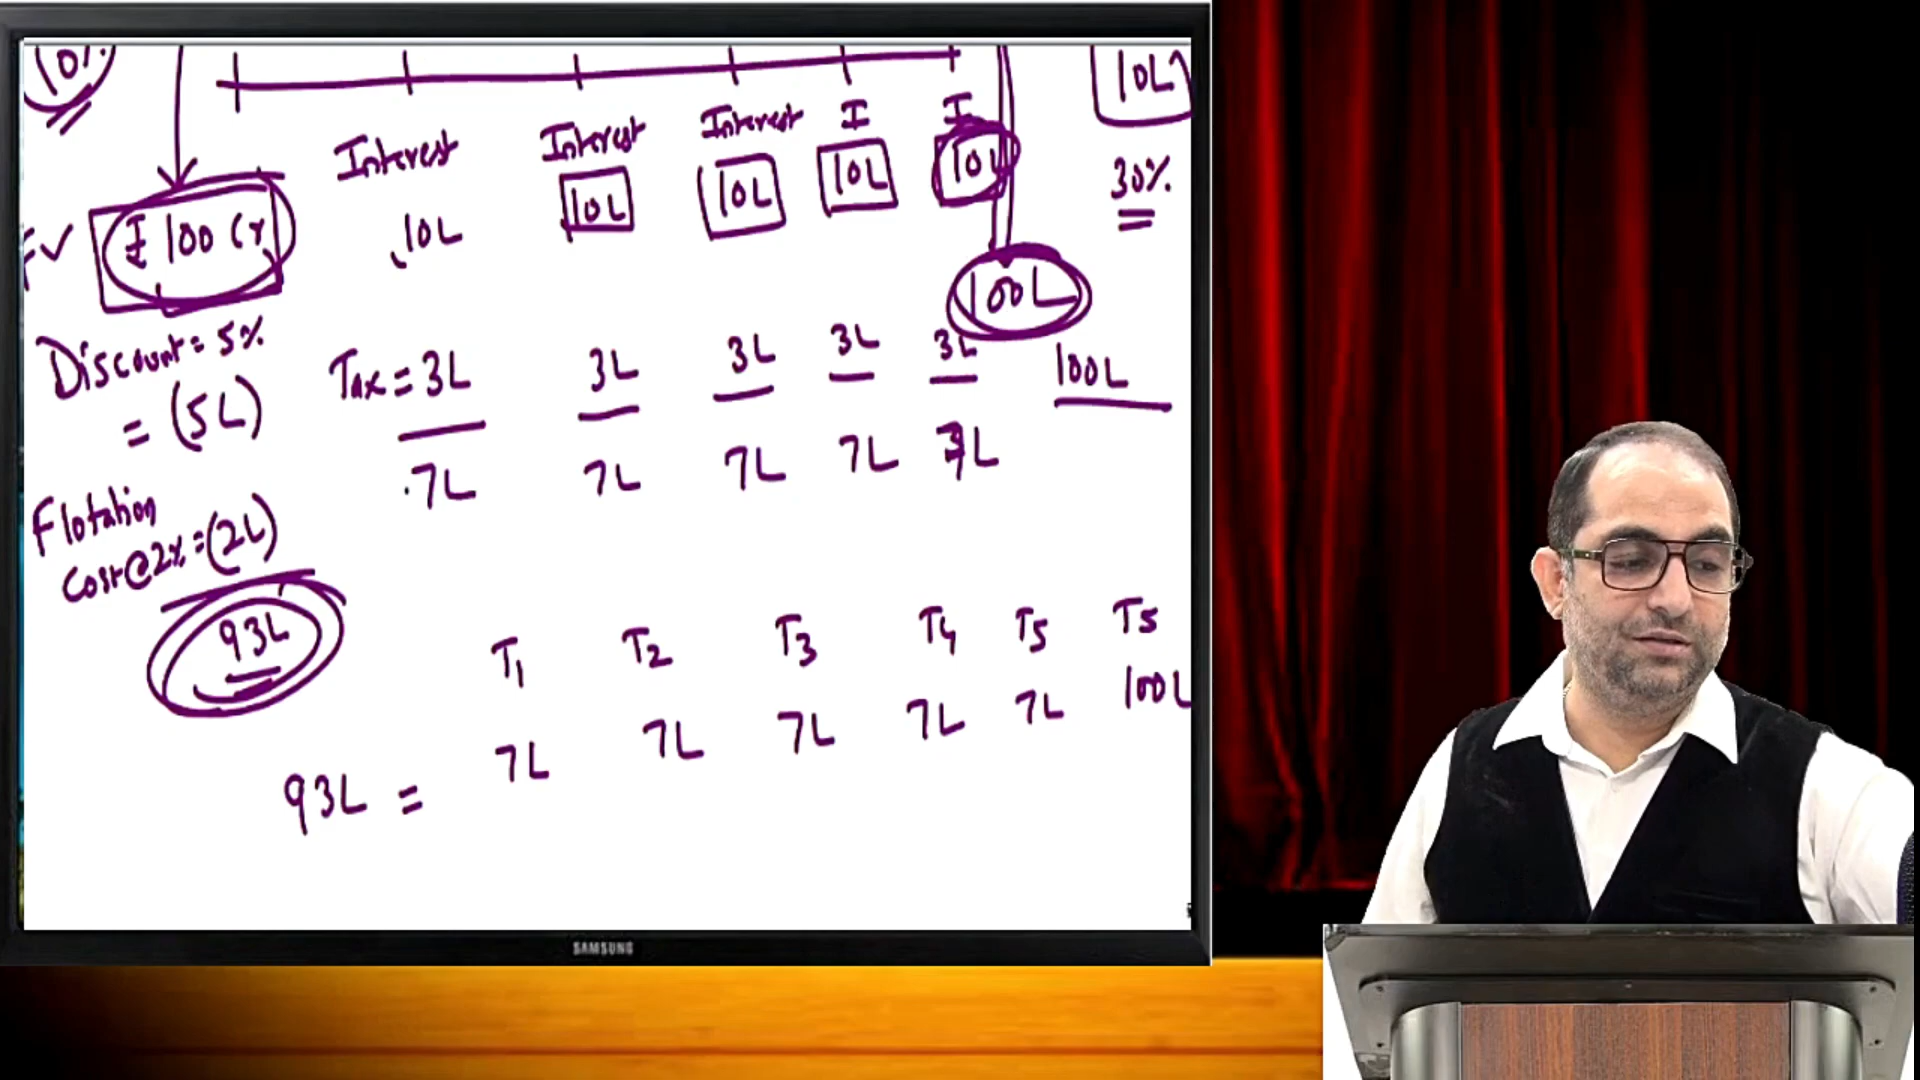 10%
10L
Interest Interest Interest I I
10L 10L 10L 10L 10L
30%
FV ₹ 100 Cr
100L
Discount = 5%
= (5L)
Tax = 3L 3L 3L 3L 3L 100L
7L 7L 7L 7L 7L
Flotation
Cost @ 2% = (2L)
93L
T1 T2 T3 T4 T5 T5
93L = 7L 7L 7L 7L 7L 100L
SAMSUNG